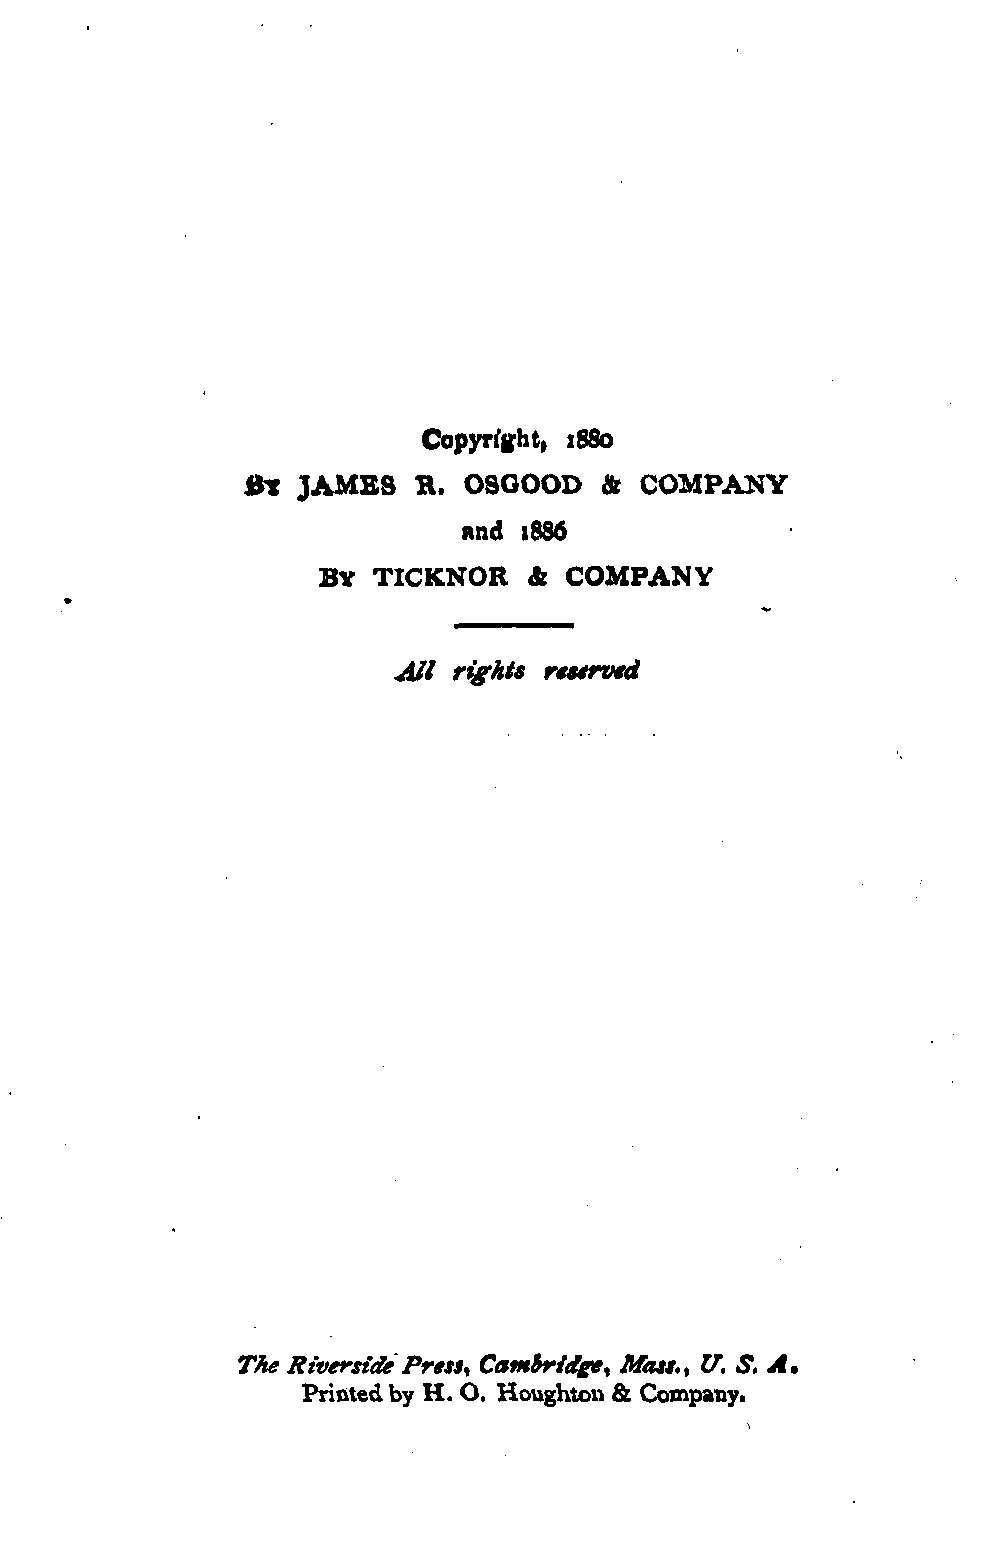 Copyright, 1880
By JAMES R. OSGOOD & COMPANY
and 1886
By TICKNOR & COMPANY
All rights reserved
The Riverside Press, Cambridge, Mass., U. S. A.
Printed by H. O. Houghton & Company.